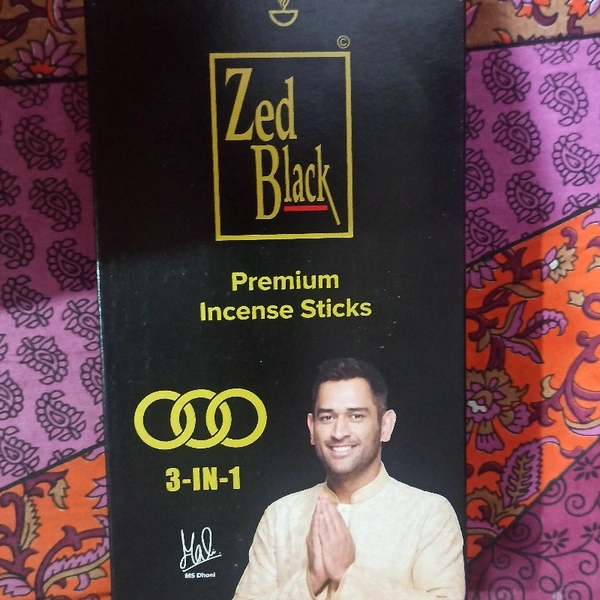 ©
Zed
Black
Premium
Incense Sticks
3-IN-1
MS Dhoni